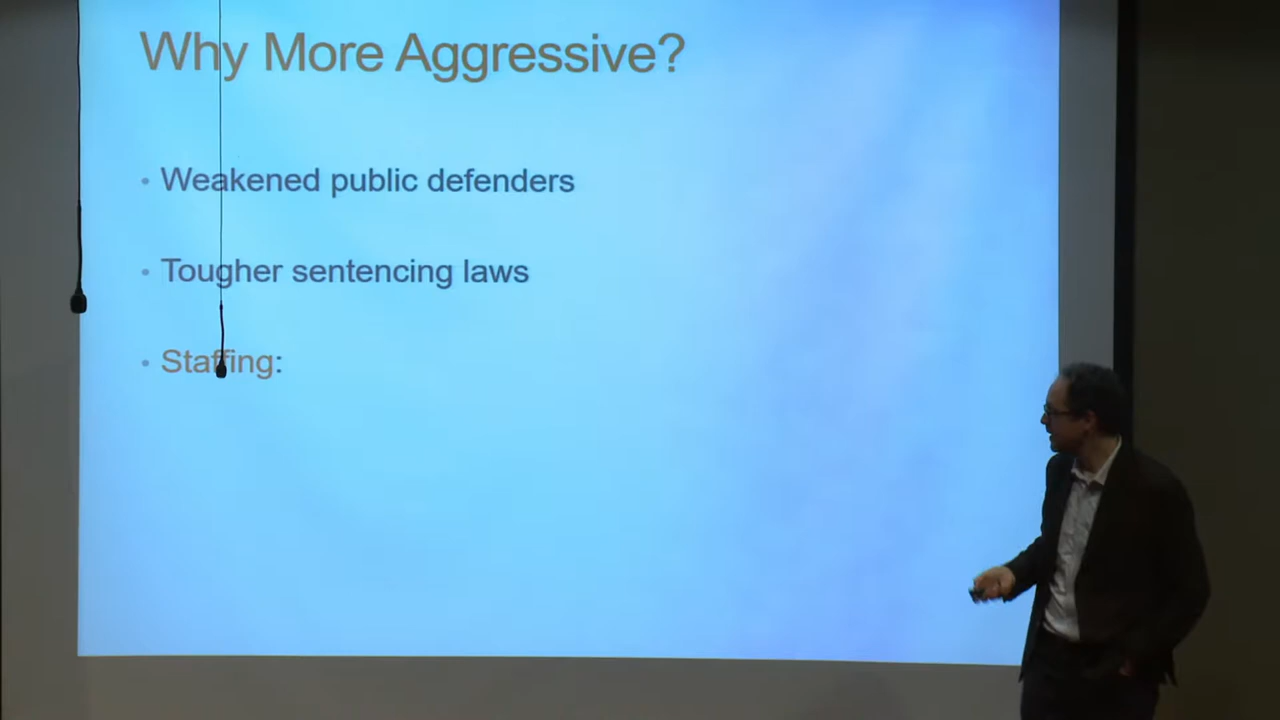 Why More Aggressive?
• Weakened public defenders
• Tougher sentencing laws
• Staffing: